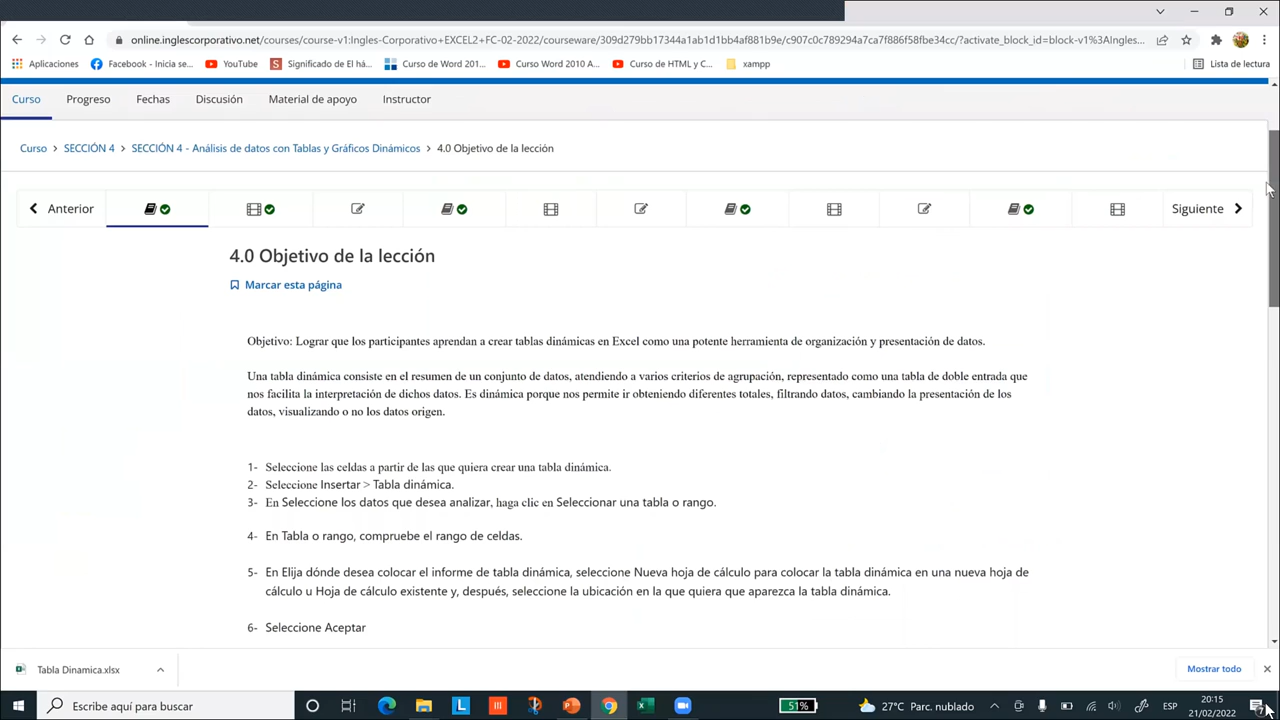 online.inglescorporativo.net/courses/course-v1:Ingles-Corporativo+EXCEL2+FC-02-2022/courseware/309d279bb17344a1ab1d1bb4af881b9e/c907c0c789294a7ca7f886f58fbe34cc/?activate_block_id=block-v1%3AIngles...
Aplicaciones Facebook - Inicia se... YouTube Significado de El há... Curso de Word 201... Curso Word 2010 A... Curso de HTML y C... xampp Lista de lectura
Curso Progreso Fechas Discusión Material de apoyo Instructor
Curso > SECCIÓN 4 > SECCIÓN 4 - Análisis de datos con Tablas y Gráficos Dinámicos > 4.0 Objetivo de la lección
Anterior Siguiente
4.0 Objetivo de la lección
Marcar esta página
Objetivo: Lograr que los participantes aprendan a crear tablas dinámicas en Excel como una potente herramienta de organización y presentación de datos.
Una tabla dinámica consiste en el resumen de un conjunto de datos, atendiendo a varios criterios de agrupación, representado como una tabla de doble entrada que
nos facilita la interpretación de dichos datos. Es dinámica porque nos permite ir obteniendo diferentes totales, filtrando datos, cambiando la presentación de los
datos, visualizando o no los datos origen.
1- Seleccione las celdas a partir de las que quiera crear una tabla dinámica.
2- Seleccione Insertar > Tabla dinámica.
3- En Seleccione los datos que desea analizar, haga clic en Seleccionar una tabla o rango.
4- En Tabla o rango, compruebe el rango de celdas.
5- En Elija dónde desea colocar el informe de tabla dinámica, seleccione Nueva hoja de cálculo para colocar la tabla dinámica en una nueva hoja de
cálculo u Hoja de cálculo existente y, después, seleccione la ubicación en la que quiera que aparezca la tabla dinámica.
6- Seleccione Aceptar
Tabla Dinamica.xlsx Mostrar todo
Escribe aquí para buscar 51% 27°C Parc. nublado ESP 20:15
21/02/2022